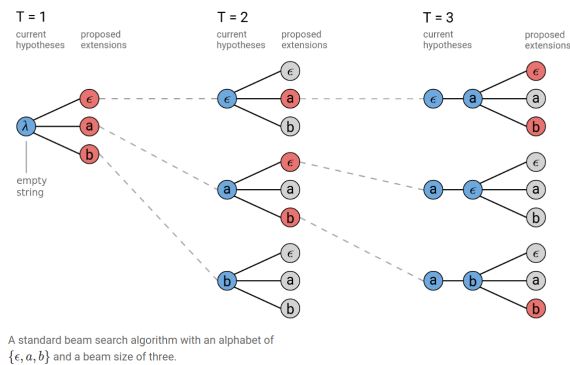 T = 1
T = 2
T = 3
current hypotheses
proposed extensions
current hypotheses
proposed extensions
current hypotheses
proposed extensions
λ
ϵ
a
b
empty string
ϵ
ϵ
a
b
a
ϵ
a
b
b
ϵ
a
b
ϵ
a
ϵ
a
b
a
ϵ
ϵ
a
b
a
b
ϵ
a
b
A standard beam search algorithm with an alphabet of
{ϵ, a, b} and a beam size of three.